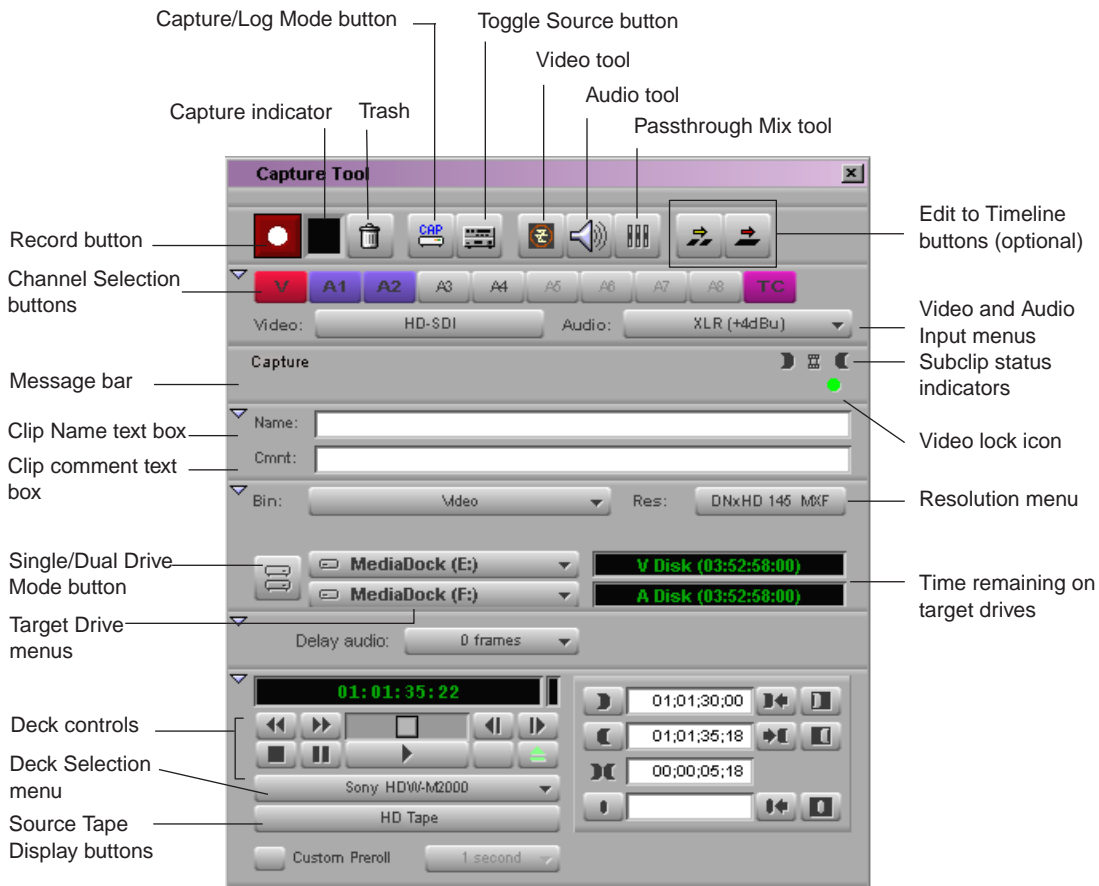 Capture/Log Mode button
Toggle Source button
Video tool
Audio tool
Capture indicator
Trash
Passthrough Mix tool
Capture Tool
Record button
CAP
Edit to Timeline
buttons (optional)
Channel Selection
buttons
V A1 A2 A3 A4 A5 A6 A7 A8 TC
Video: HD-SDI Audio: XLR (+4dBu)
Video and Audio
Input menus
Capture
Subclip status
indicators
Message bar
Clip Name text box
Name:
Video lock icon
Clip comment text
box
Cmnt:
Bin: Video Res: DNxHD 145 MXF
Resolution menu
Single/Dual Drive
Mode button
MediaDock (E:) V Disk (03:52:58:00)
MediaDock (F:) A Disk (03:52:58:00)
Time remaining on
target drives
Target Drive
menus
Delay audio: 0 frames
01:01:35:22
01;01;30;00
Deck controls
01;01;35;18
00;00;05;18
Deck Selection
menu
Sony HDW-M2000
Source Tape
Display buttons
HD Tape
Custom Preroll 1 second